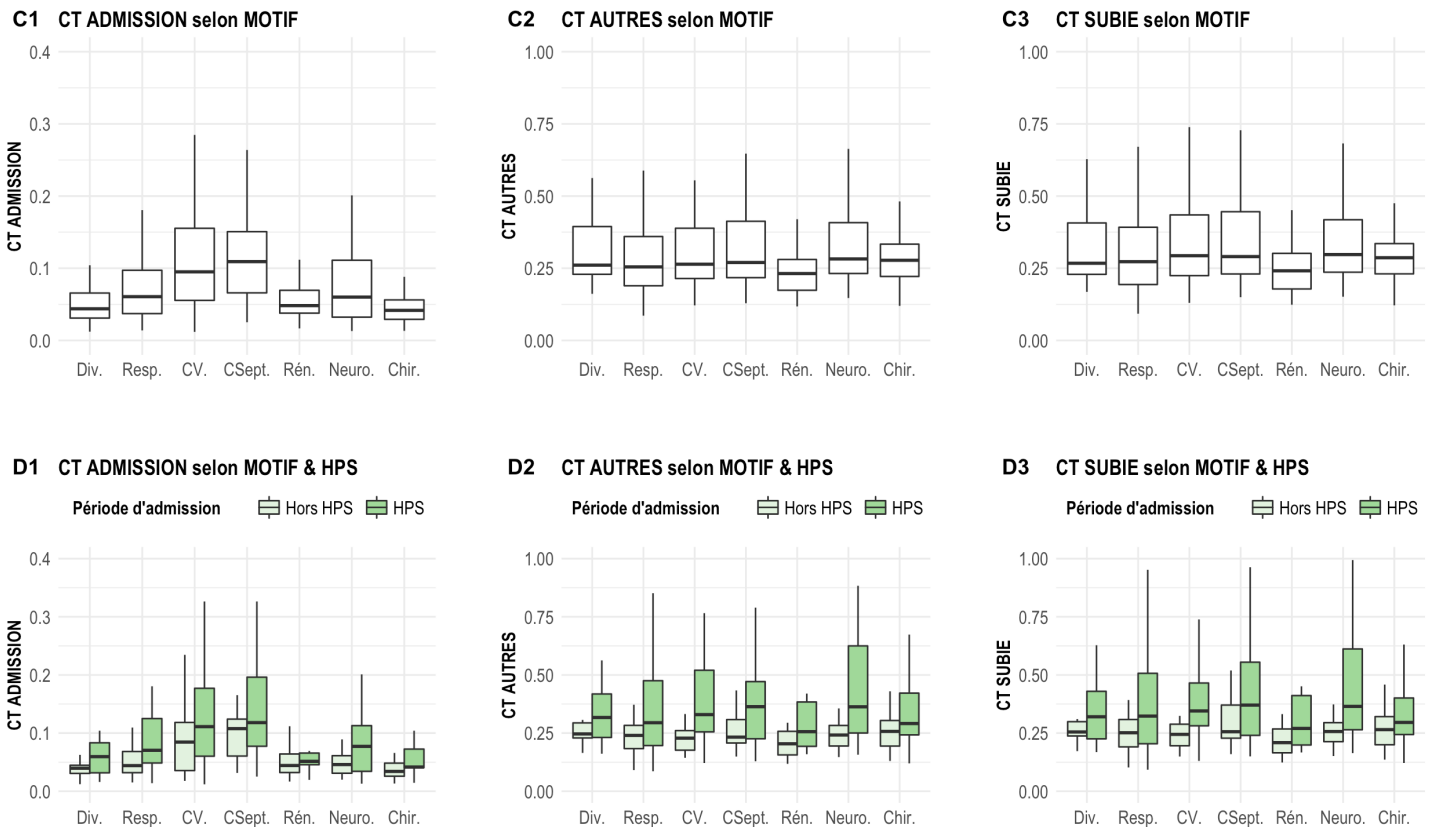 C1 CT ADMISSION selon MOTIF
CT ADMISSION
0.4
0.3
0.2
0.1
0.0
Div. Resp. CV. CSept. Rén. Neuro. Chir.
C2 CT AUTRES selon MOTIF
CT AUTRES
1.00
0.75
0.50
0.25
0.00
Div. Resp. CV. CSept. Rén. Neuro. Chir.
C3 CT SUBIE selon MOTIF
CT SUBIE
1.00
0.75
0.50
0.25
0.00
Div. Resp. CV. CSept. Rén. Neuro. Chir.
D1 CT ADMISSION selon MOTIF & HPS
Période d'admission Hors HPS HPS
CT ADMISSION
0.4
0.3
0.2
0.1
0.0
Div. Resp. CV. CSept. Rén. Neuro. Chir.
D2 CT AUTRES selon MOTIF & HPS
Période d'admission Hors HPS HPS
CT AUTRES
1.00
0.75
0.50
0.25
0.00
Div. Resp. CV. CSept. Rén. Neuro. Chir.
D3 CT SUBIE selon MOTIF & HPS
Période d'admission Hors HPS HPS
CT SUBIE
1.00
0.75
0.50
0.25
0.00
Div. Resp. CV. CSept. Rén. Neuro. Chir.